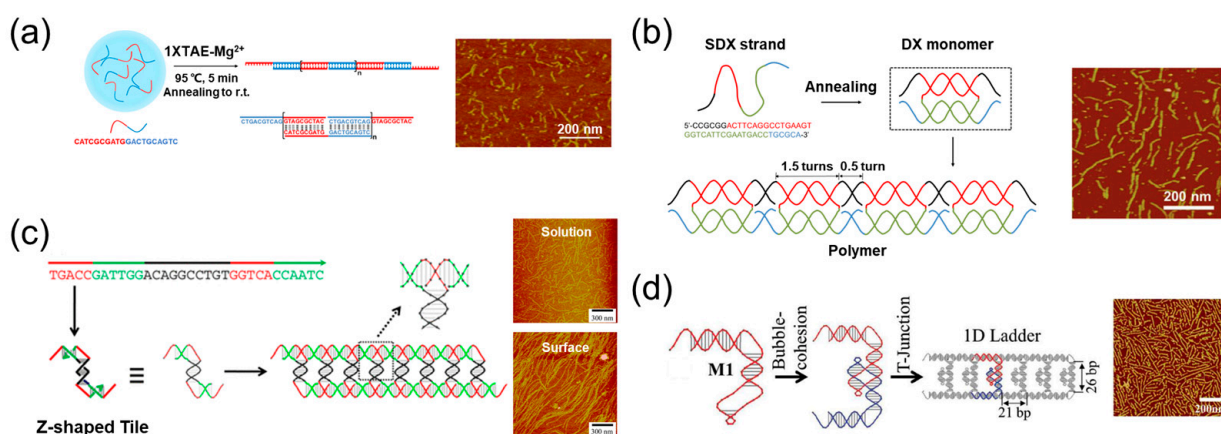 (a)
1XTAE-Mg²⁺
95 ℃, 5 min
Annealing to r.t.
n
CTGACGTCAG GTAGCGCTAC CTGACGTCAG GTAGCGCTAC
CATCGCGATG GACTGCAGTC
n
CATCGCGATGGACTGCAGTC
200 nm
(b)
SDX strand
DX monomer
Annealing
5'-CCGCGGACTTCAGGCCTGAAGT
GGTCATTCGAATGACCTGCGCA-3'
1.5 turns
0.5 turn
Polymer
200 nm
(c)
TGACCGATTGGACAGGCCTGTGGTCACCAATC
Z-shaped Tile
Solution
300 nm
Surface
300 nm
(d)
M1
Bubble-
cohesion
T-Junction
1D Ladder
26 bp
21 bp
200nm